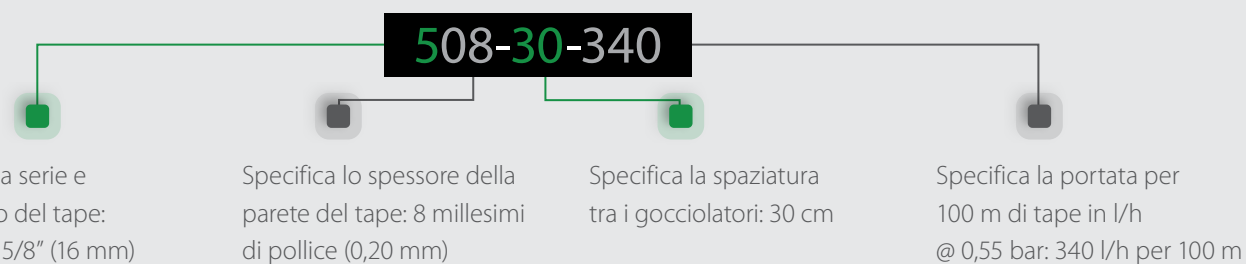 508-30-340
a serie e
del tape:
5/8” (16 mm)
Specifica lo spessore della
parete del tape: 8 millesimi
di pollice (0,20 mm)
Specifica la spaziatura
tra i gocciolatori: 30 cm
Specifica la portata per
100 m di tape in l/h
@ 0,55 bar: 340 l/h per 100 m